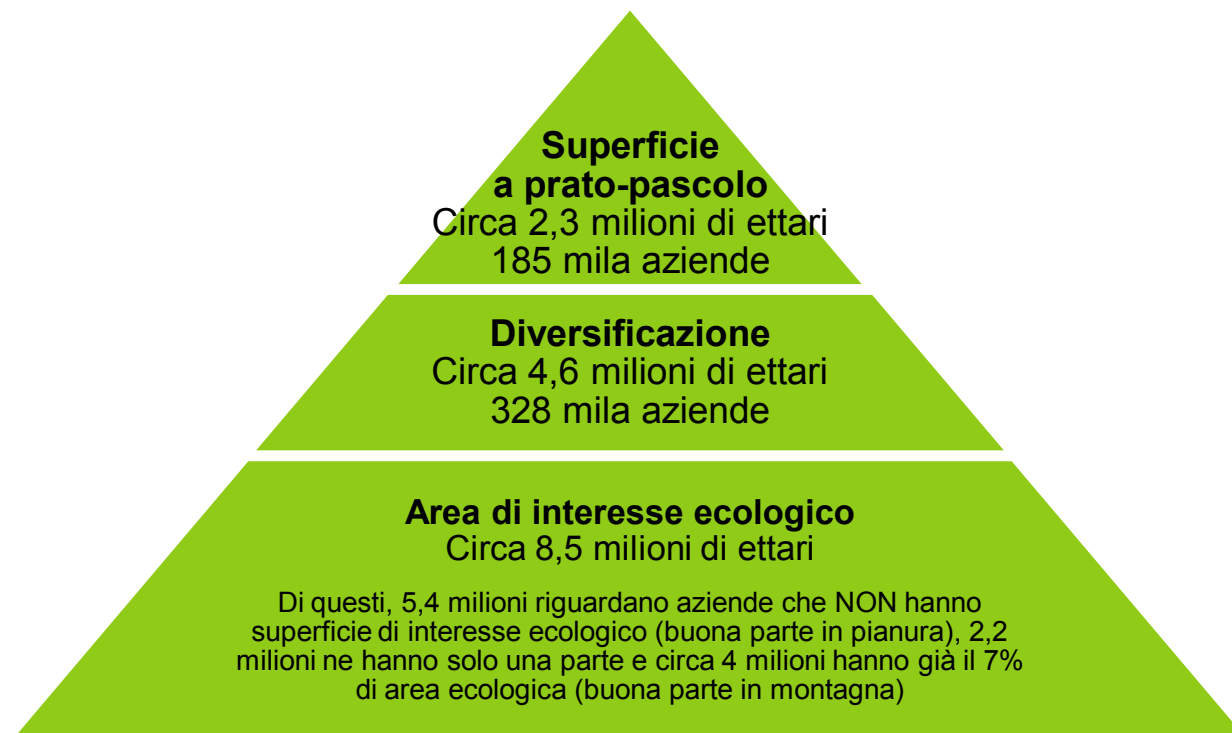 Superficie
a prato-pascolo
Circa 2,3 milioni di ettari
185 mila aziende
Diversificazione
Circa 4,6 milioni di ettari
328 mila aziende
Area di interesse ecologico
Circa 8,5 milioni di ettari
Di questi, 5,4 milioni riguardano aziende che NON hanno
superficie di interesse ecologico (buona parte in pianura), 2,2
milioni ne hanno solo una parte e circa 4 milioni hanno già il 7%
di area ecologica (buona parte in montagna)